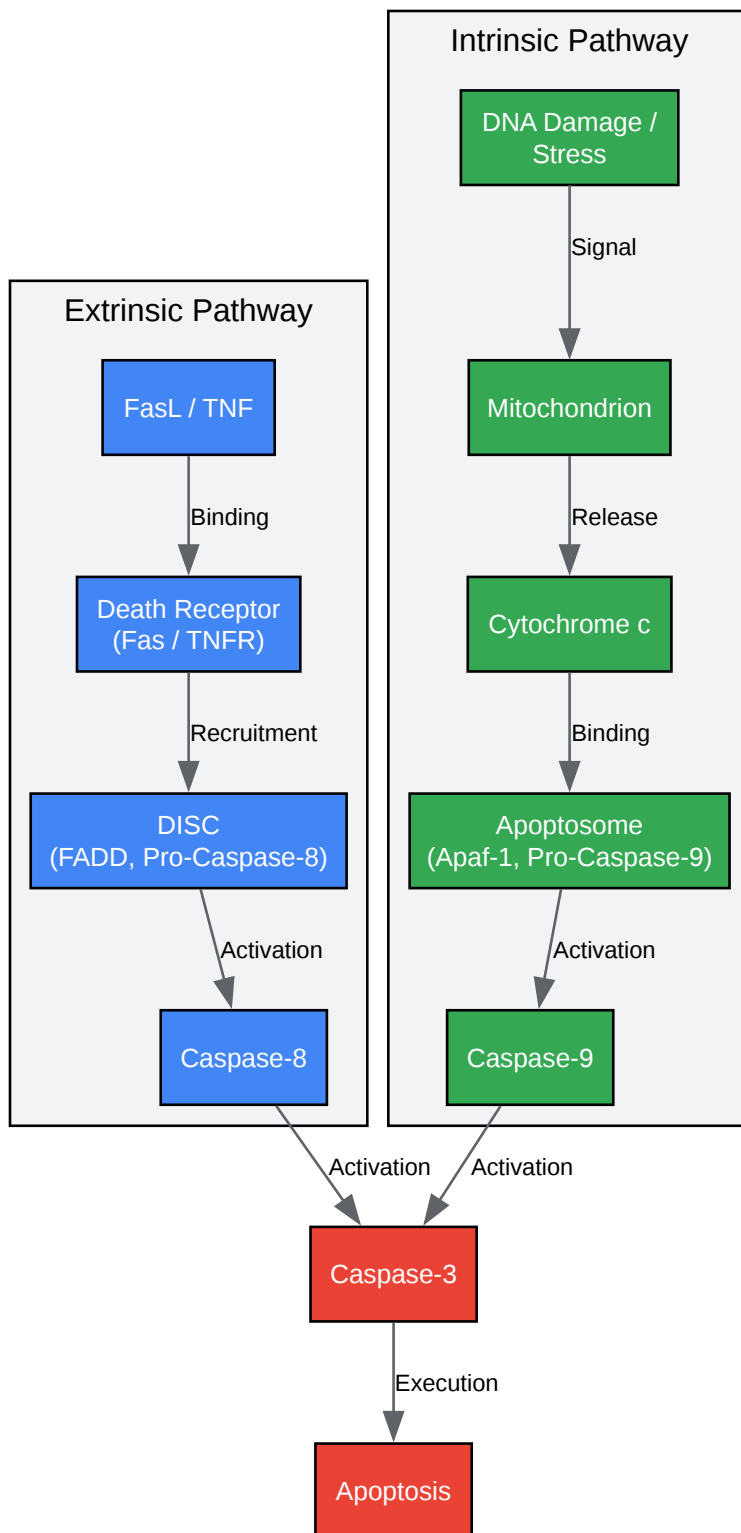 Intrinsic Pathway
DNA Damage /
Stress
Signal
Extrinsic Pathway
FasL / TNF
Mitochondrion
Binding
Release
Death Receptor
(Fas / TNFR)
Cytochrome c
Recruitment
Binding
DISC
(FADD, Pro-Caspase-8)
Apoptosome
(Apaf-1, Pro-Caspase-9)
Activation
Activation
Caspase-8
Caspase-9
Activation
Activation
Caspase-3
Execution
Apoptosis